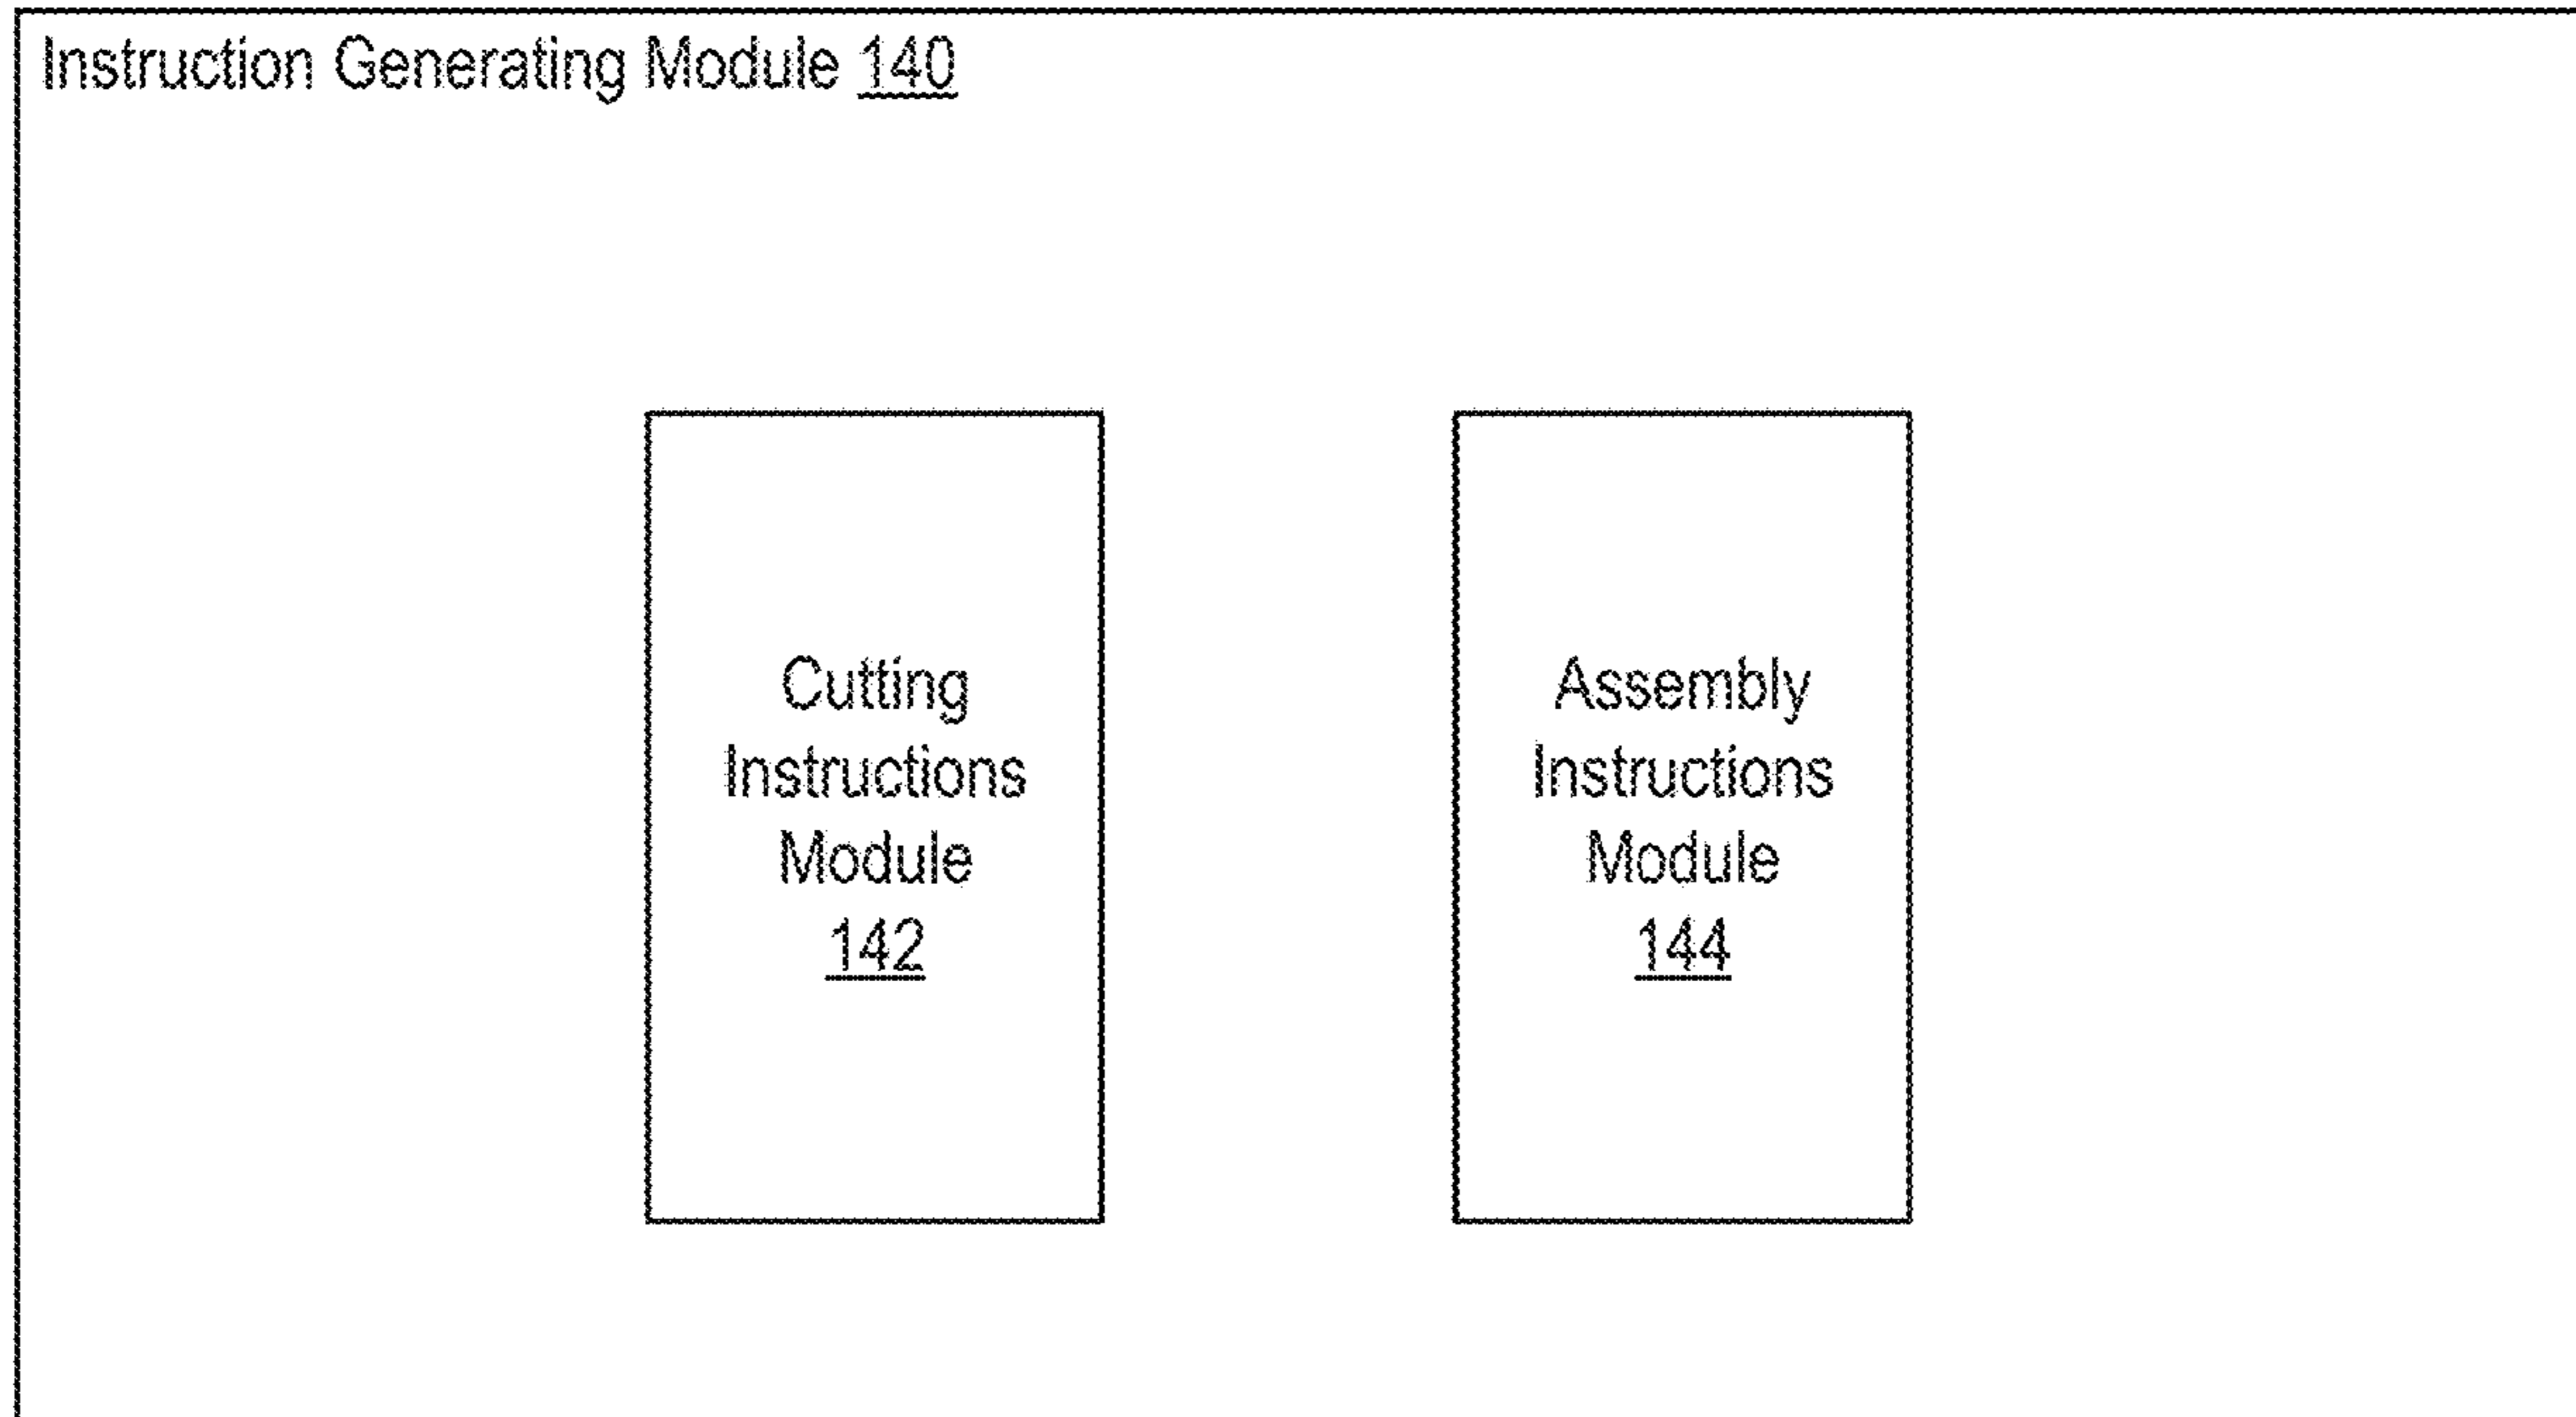 Instruction Generating Module 140
Cutting
Instructions
Module
142
Assembly
Instructions
Module
144